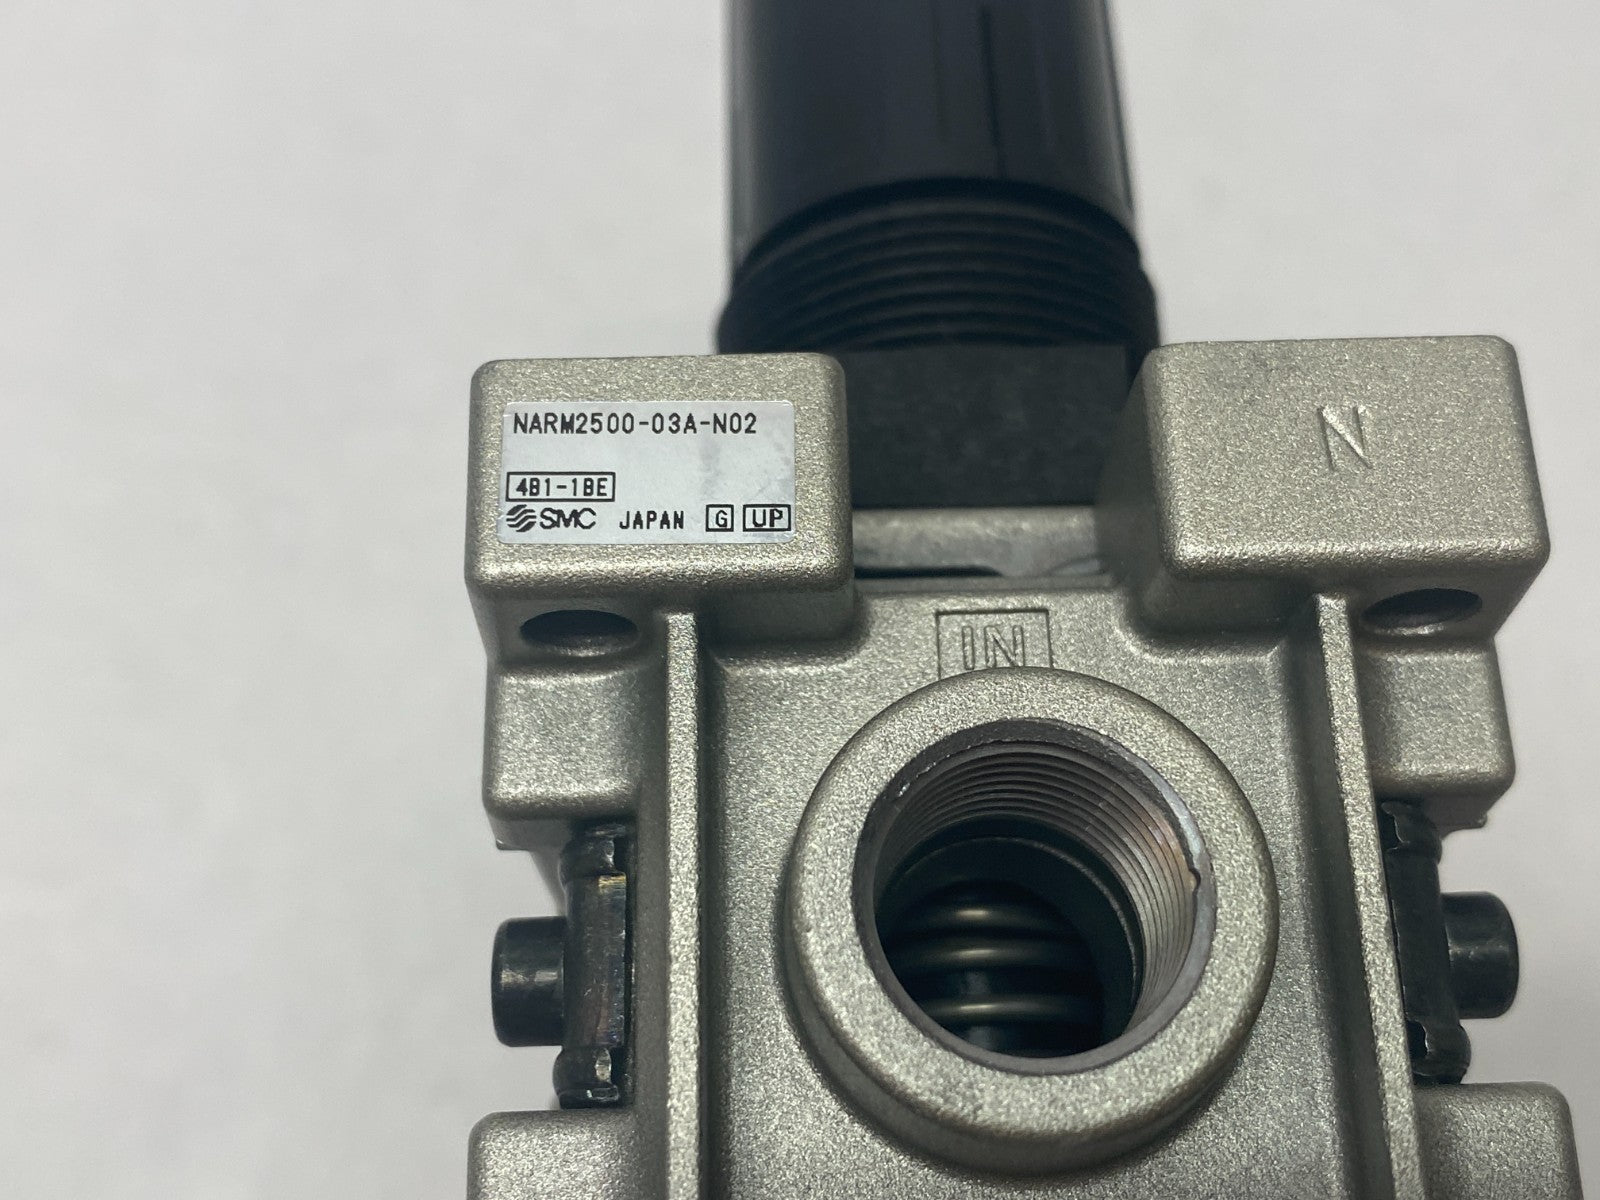 NARM2500-03A-N02
4B1-1BE
SMC JAPAN G UP
N
IN